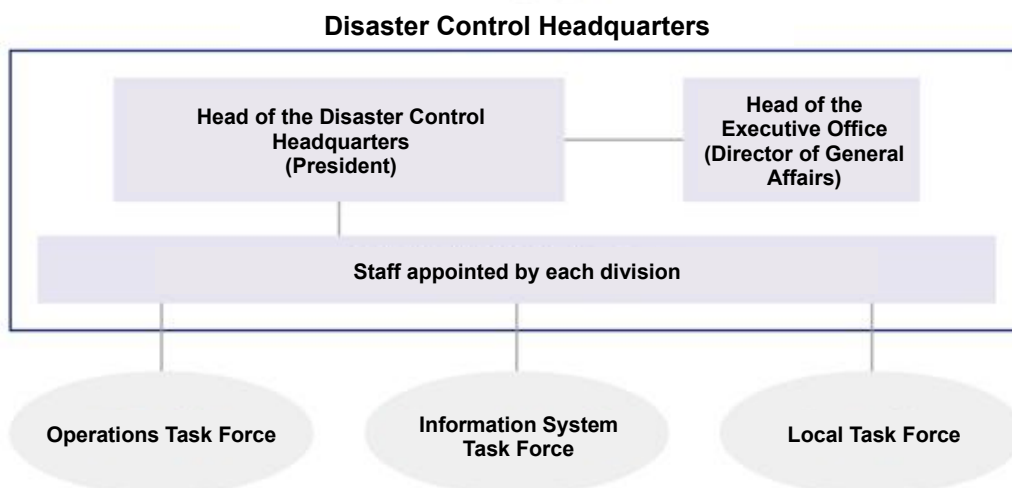 Disaster Control Headquarters
Head of the Disaster Control
Headquarters
(President)
Head of the
Executive Office
(Director of General
Affairs)
Staff appointed by each division
Operations Task Force
Information System
Task Force
Local Task Force